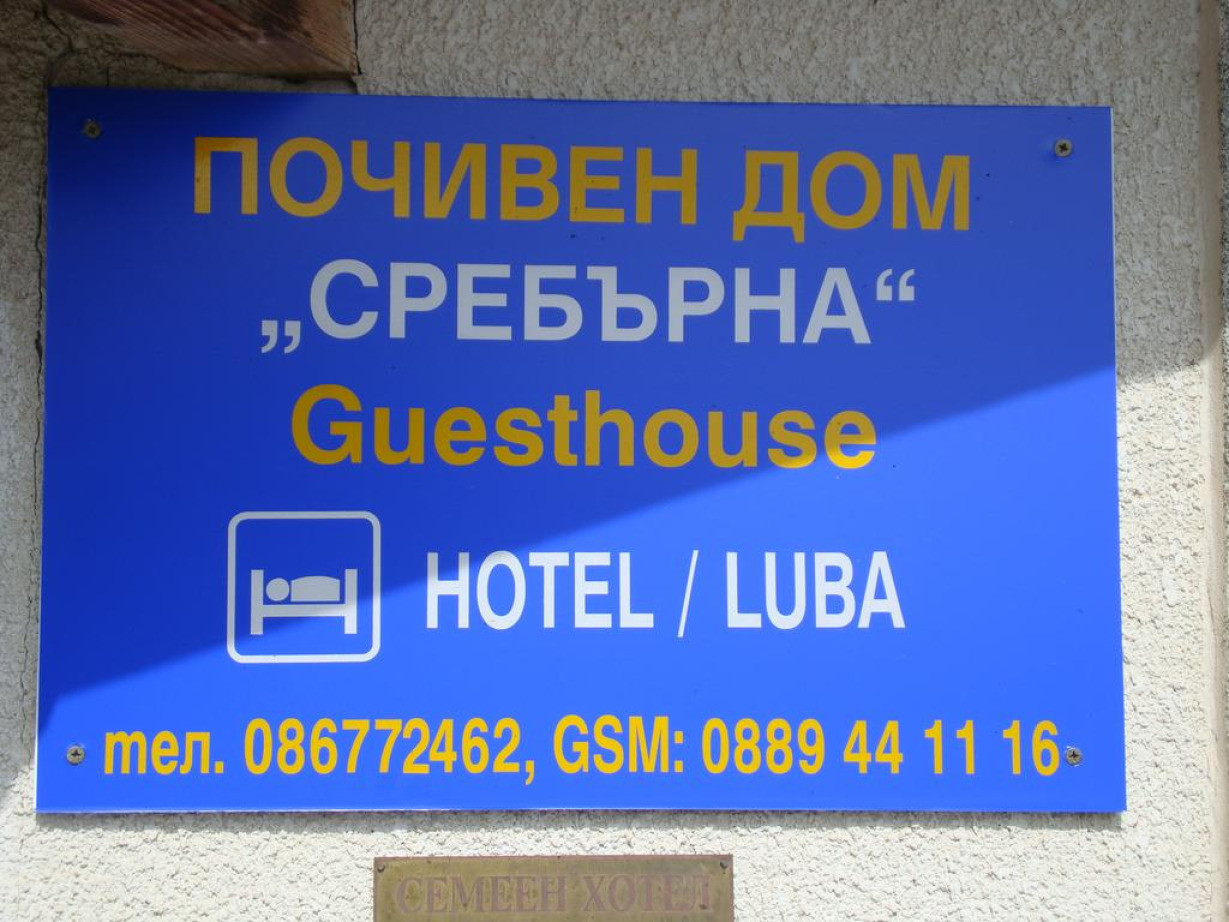 ПОЧИВЕН ДОМ
„СРЕБЪРНА“
Guesthouse
HOTEL / LUBA
тел. 086772462, GSM: 0889 44 11 16
СЕМЕЕН ХОТЕЛ